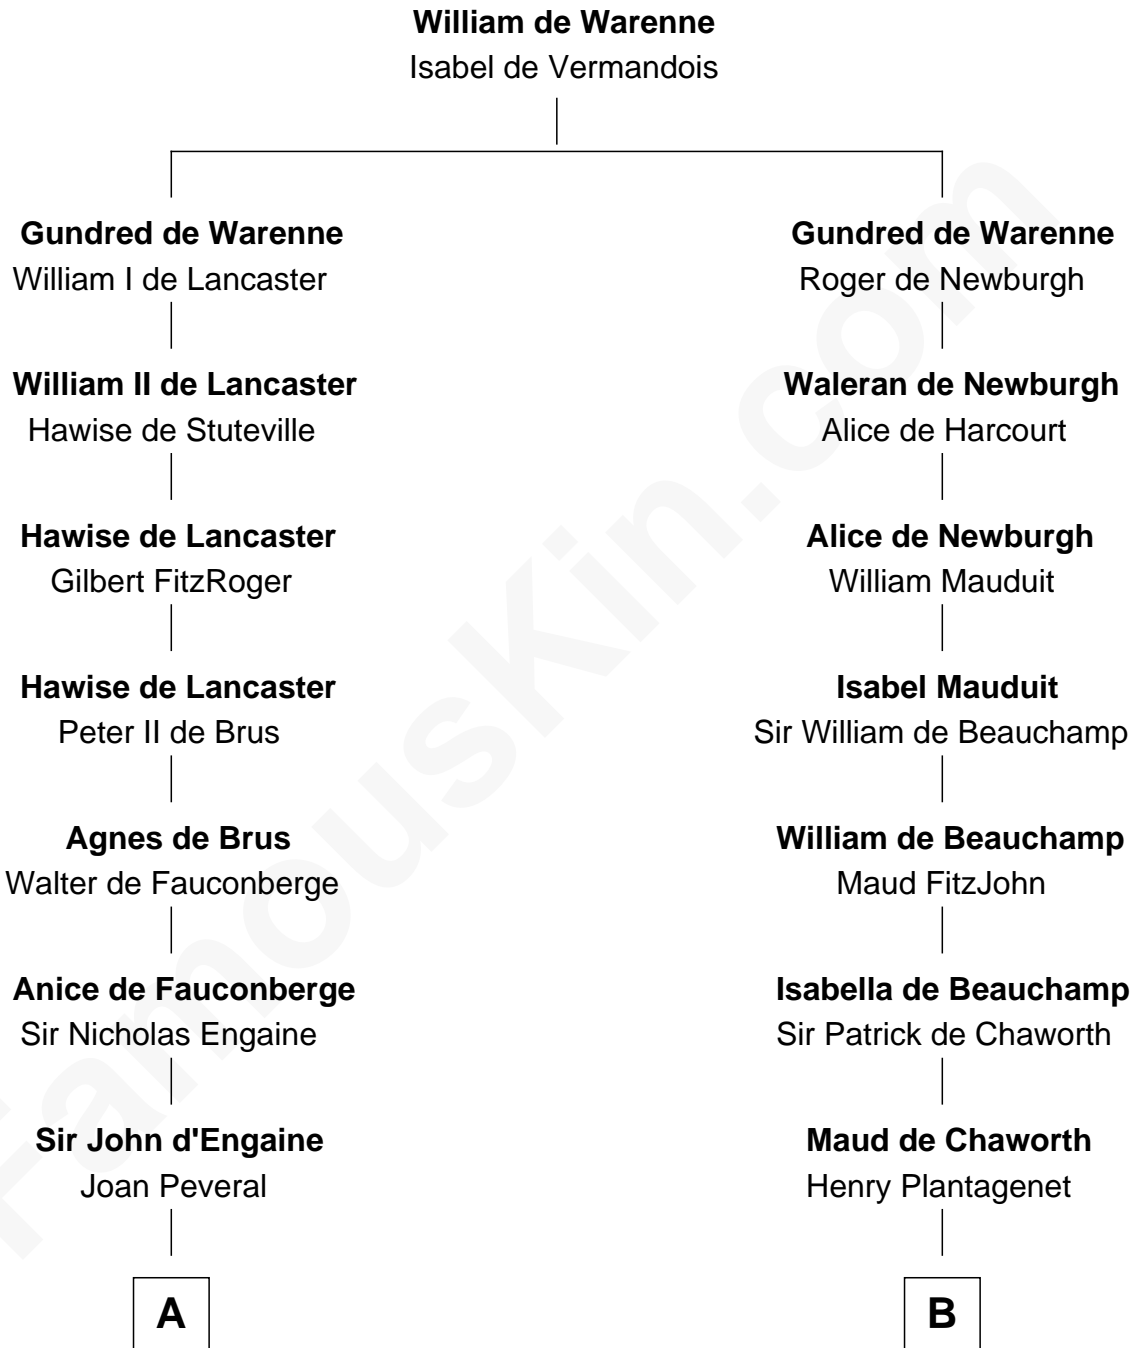 William de Warenne
Isabel de Vermandois
Gundred de Warenne
William I de Lancaster
William II de Lancaster
Hawise de Stuteville
Hawise de Lancaster
Gilbert FitzRoger
Hawise de Lancaster
Peter II de Brus
Agnes de Brus
Walter de Fauconberge
Anice de Fauconberge
Sir Nicholas Engaine
Sir John d'Engaine
Joan Peveral
A
Gundred de Warenne
Roger de Newburgh
Waleran de Newburgh
Alice de Harcourt
Alice de Newburgh
William Mauduit
Isabel Mauduit
Sir William de Beauchamp
William de Beauchamp
Maud FitzJohn
Isabella de Beauchamp
Sir Patrick de Chaworth
Maud de Chaworth
Henry Plantagenet
B
FamousKin.com